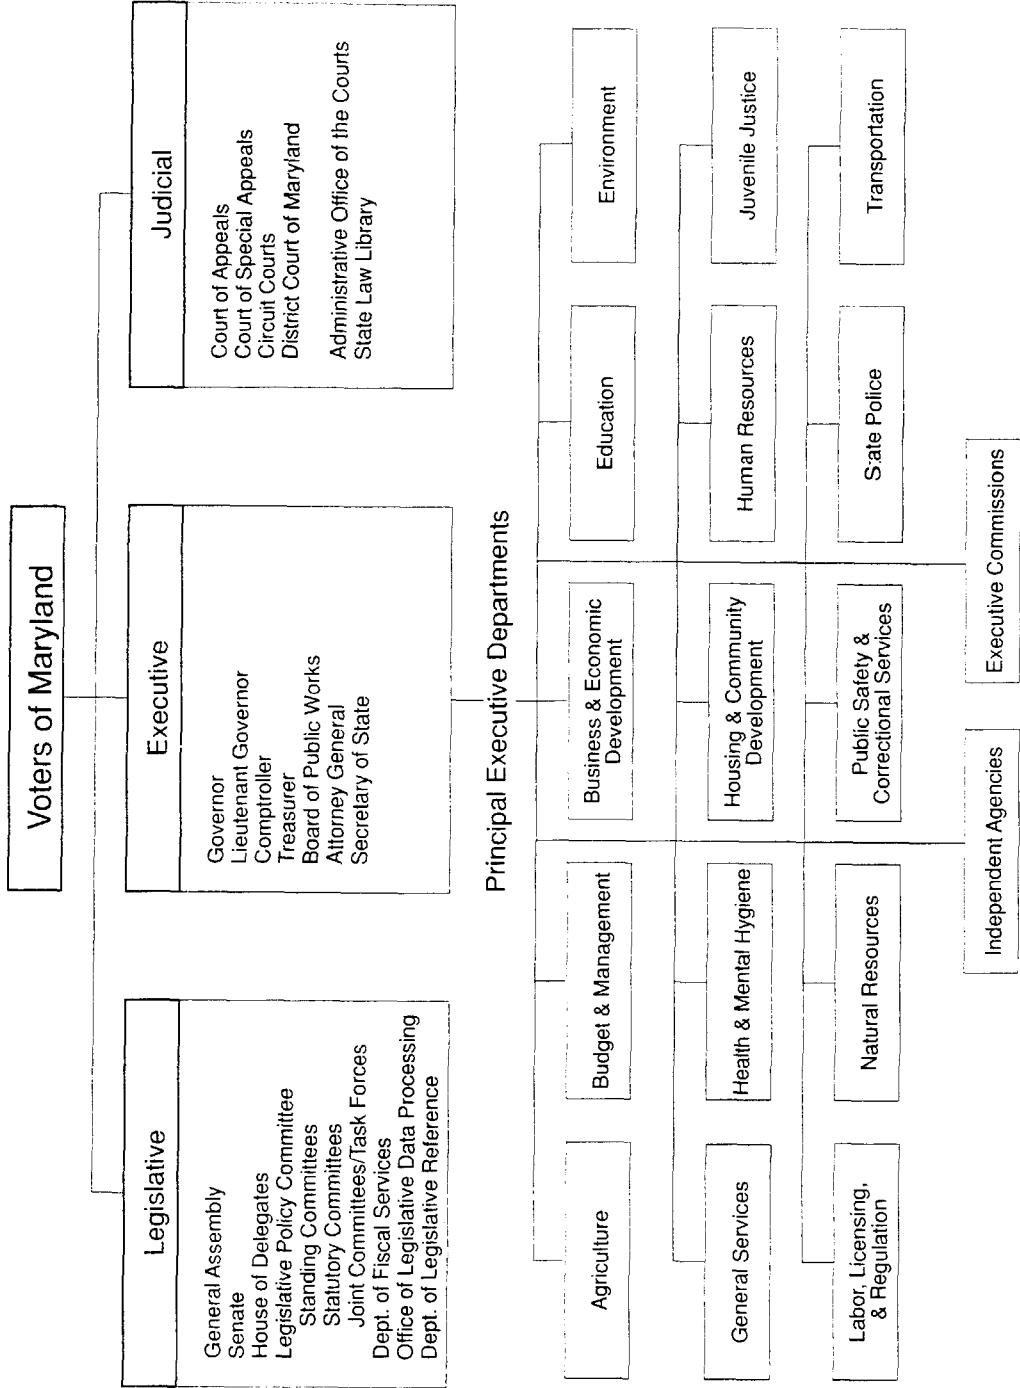 Voters of Maryland
Legislative
General Assembly
Senate
House of Delegates
Legislative Policy Committee
Standing Committees
Statutory Committees
Joint Committees/Task Forces
Dept. of Fiscal Services
Office of Legislative Data Processing
Dept. of Legislative Reference
Executive
Governor
Lieutenant Governor
Comptroller
Treasurer
Board of Public Works
Attorney General
Secretary of State
Judicial
Court of Appeals
Court of Special Appeals
Circuit Courts
District Court of Maryland
Administrative Office of the Courts
State Law Library
Principal Executive Departments
Agriculture
Budget & Management
Business & Economic
Development
Education
Environment
General Services
Health & Mental Hygiene
Housing & Community
Development
Human Resources
Juvenile Justice
Labor, Licensing,
& Regulation
Natural Resources
Public Safety &
Correctional Services
State Police
Transportation
Independent Agencies
Executive Commissions